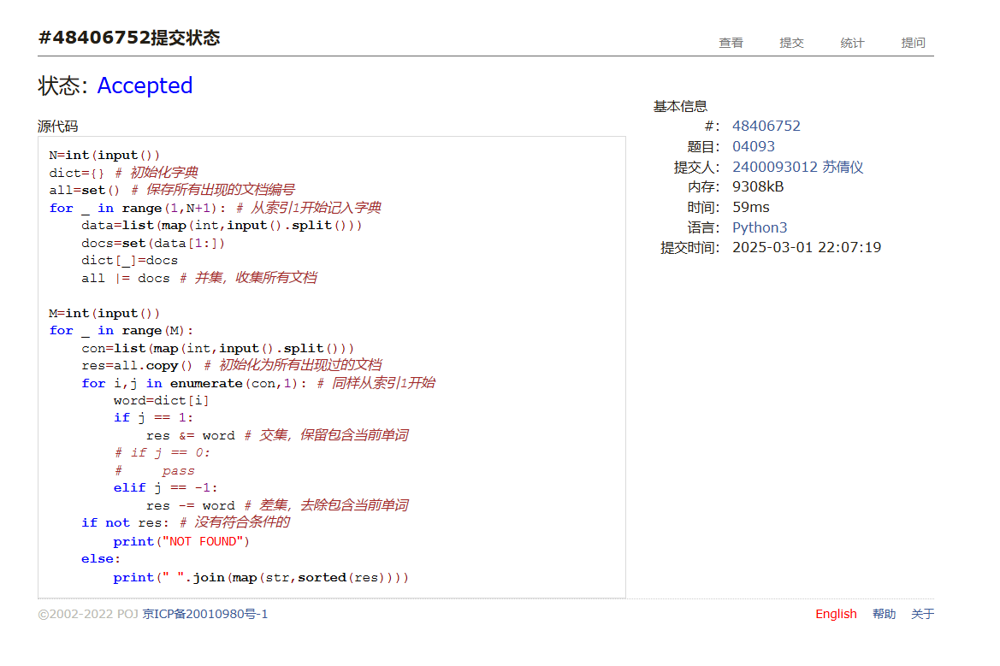 #48406752提交状态
查看 提交 统计 提问
状态: Accepted
源代码
N=int(input())
dict={} # 初始化字典
all=set() # 保存所有出现的文档编号
for _ in range(1,N+1): # 从索引1开始记入字典
    data=list(map(int,input().split()))
    docs=set(data[1:])
    dict[_]=docs
    all |= docs # 并集，收集所有文档

M=int(input())
for _ in range(M):
    con=list(map(int,input().split()))
    res=all.copy() # 初始化为所有出现过的文档
    for i,j in enumerate(con,1): # 同样从索引1开始
        word=dict[i]
        if j == 1:
            res &= word # 交集，保留包含当前单词
        # if j == 0:
        #     pass
        elif j == -1:
            res -= word # 差集，去除包含当前单词
    if not res: # 没有符合条件的
        print("NOT FOUND")
    else:
        print(" ".join(map(str,sorted(res))))
基本信息
#: 48406752
题目: 04093
提交人: 2400093012 苏倩仪
内存: 9308kB
时间: 59ms
语言: Python3
提交时间: 2025-03-01 22:07:19
©2002-2022 POJ 京ICP备20010980号-1
English 帮助 关于